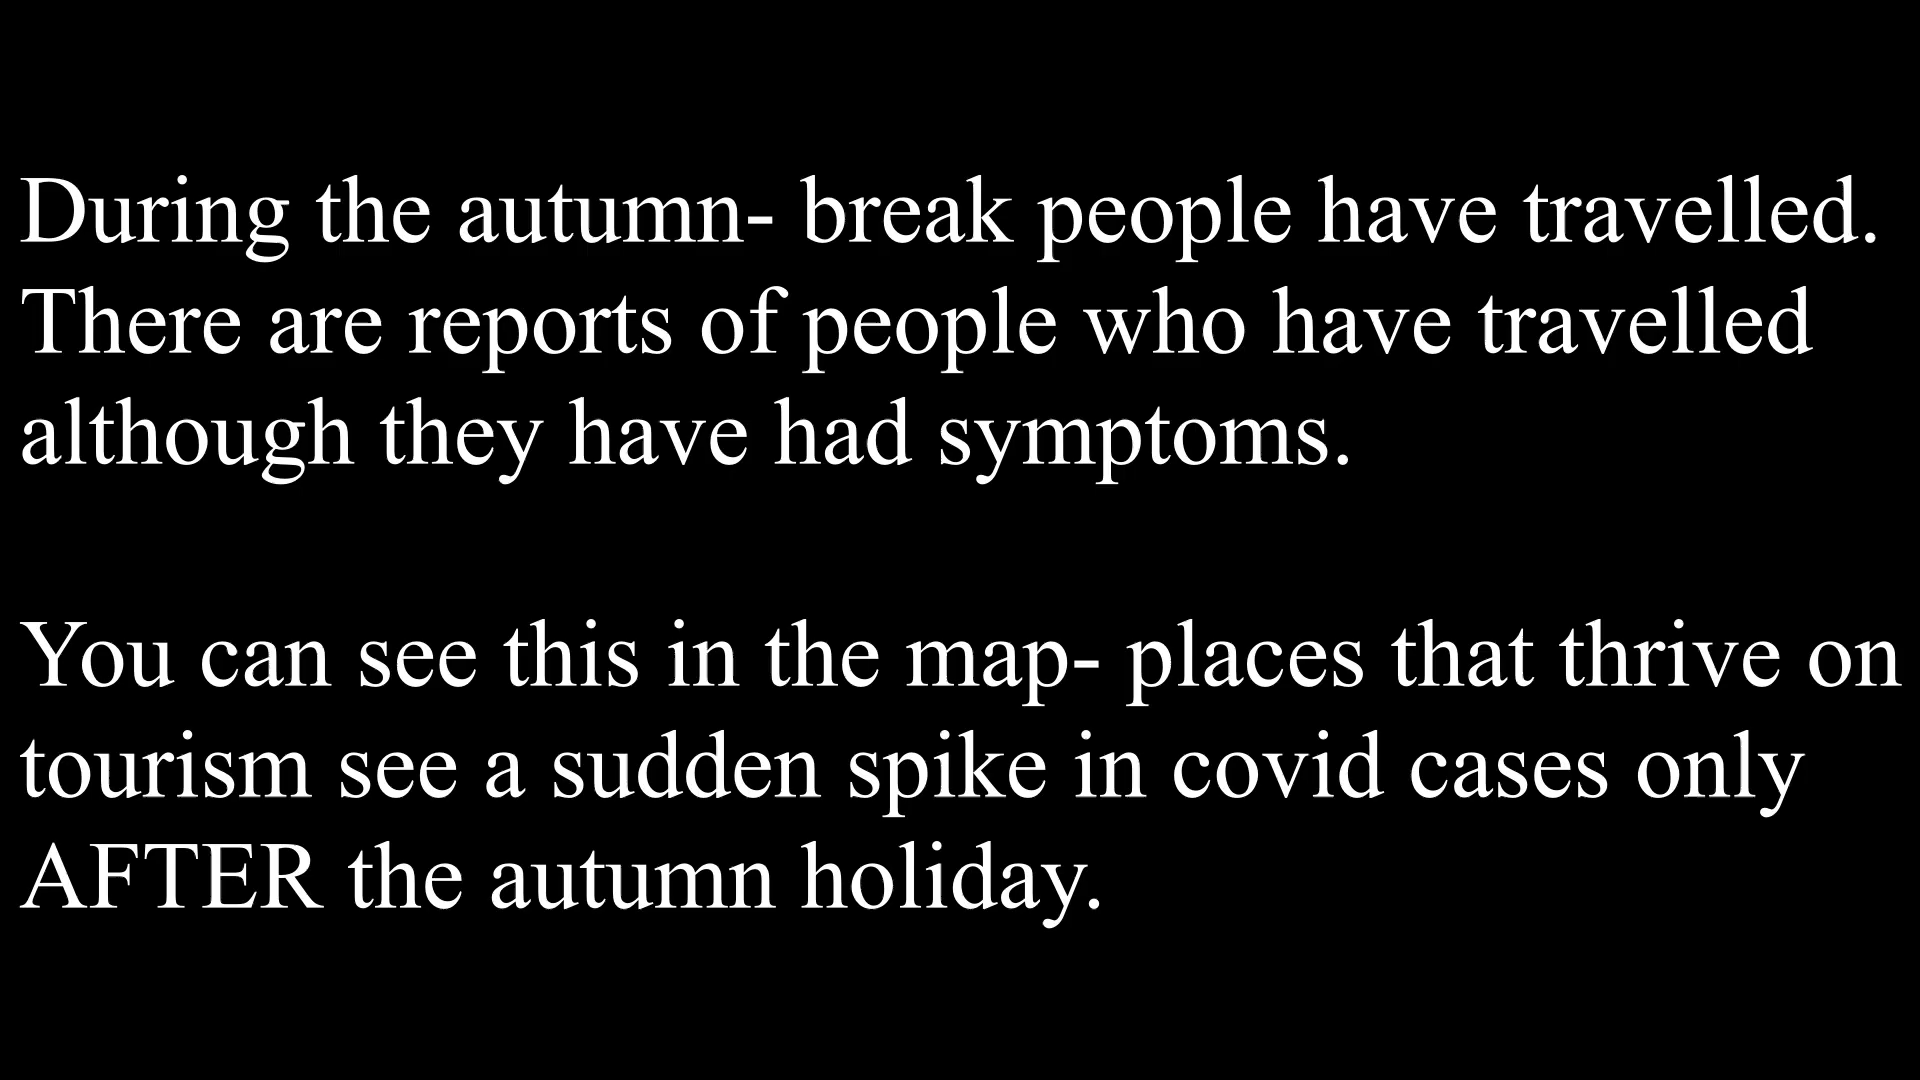 During the autumn- break people have travelled.
There are reports of people who have travelled
although they have had symptoms.
You can see this in the map- places that thrive on
tourism see a sudden spike in covid cases only
AFTER the autumn holiday.